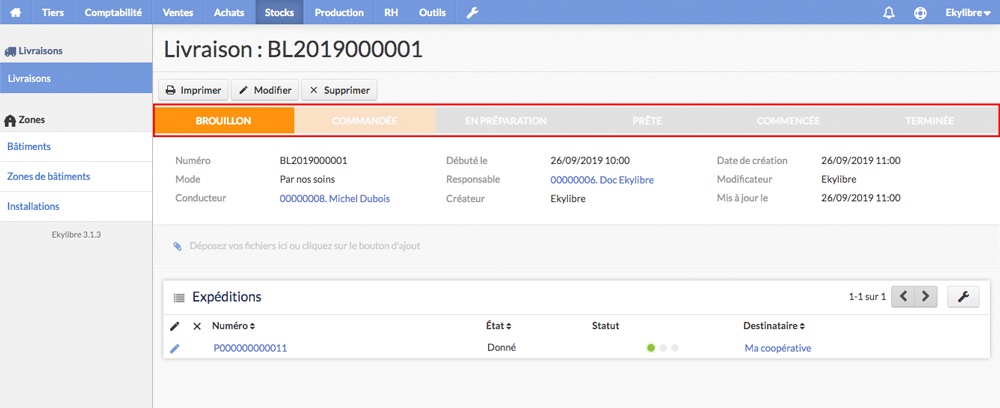 Tiers Comptabilité Ventes Achats Stocks Production RH Outils Ekylibre
Livraisons
Livraisons
Zones
Bâtiments
Zones de bâtiments
Installations
Ekylibre 3.1.3
Livraison : BL2019000001
Imprimer Modifier Supprimer
BROUILLON COMMANDÉE EN PRÉPARATION PRÊTE COMMENCÉE TERMINÉE
Numéro BL2019000001 Débuté le 26/09/2019 10:00 Date de création 26/09/2019 11:00
Mode Par nos soins Responsable 00000006. Doc Ekylibre Modificateur Ekylibre
Conducteur 00000008. Michel Dubois Créateur Ekylibre Mis à jour le 26/09/2019 11:00
Déposez vos fichiers ici ou cliquez sur le bouton d'ajout
Expéditions 1-1 sur 1
Numéro État Statut Destinataire
P000000000011 Donné Ma coopérative